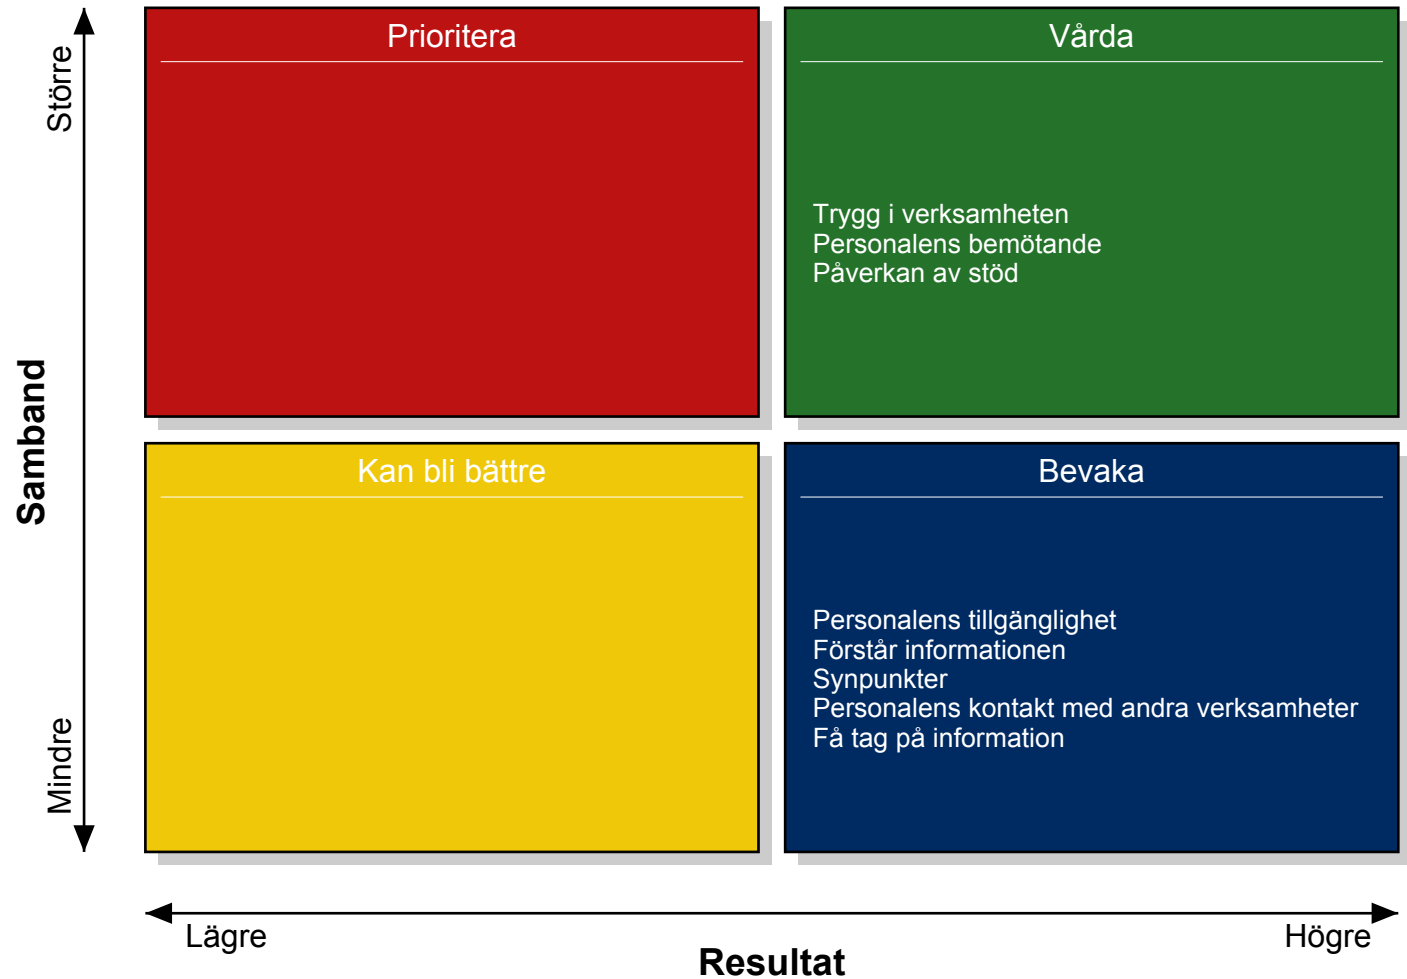 Prioritera
Vårda
Större
Trygg i verksamheten
Personalens bemötande
Påverkan av stöd
Samband
Kan bli bättre
Bevaka
Personalens tillgänglighet
Förstår informationen
Synpunkter
Personalens kontakt med andra verksamheter
Få tag på information
Mindre
Lägre
Högre
Resultat